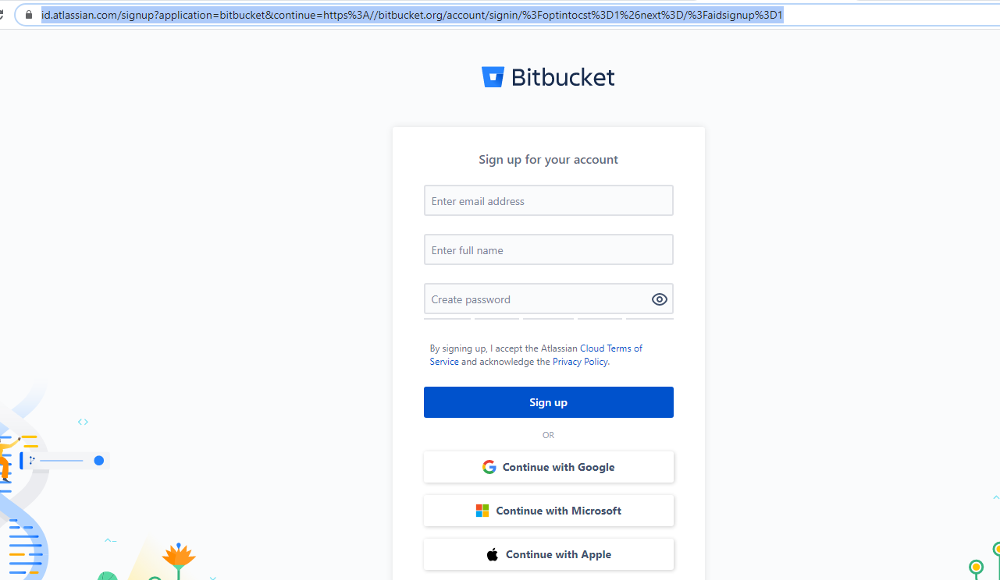 id.atlassian.com/signup?application=bitbucket&continue=https%3A//bitbucket.org/account/signin/%3Foptintocst%3D1%26next%3D/%3Faidsignup%3D1
Bitbucket
Sign up for your account
Enter email address
Enter full name
Create password
By signing up, I accept the Atlassian Cloud Terms of
Service and acknowledge the Privacy Policy.
Sign up
OR
Continue with Google
Continue with Microsoft
Continue with Apple